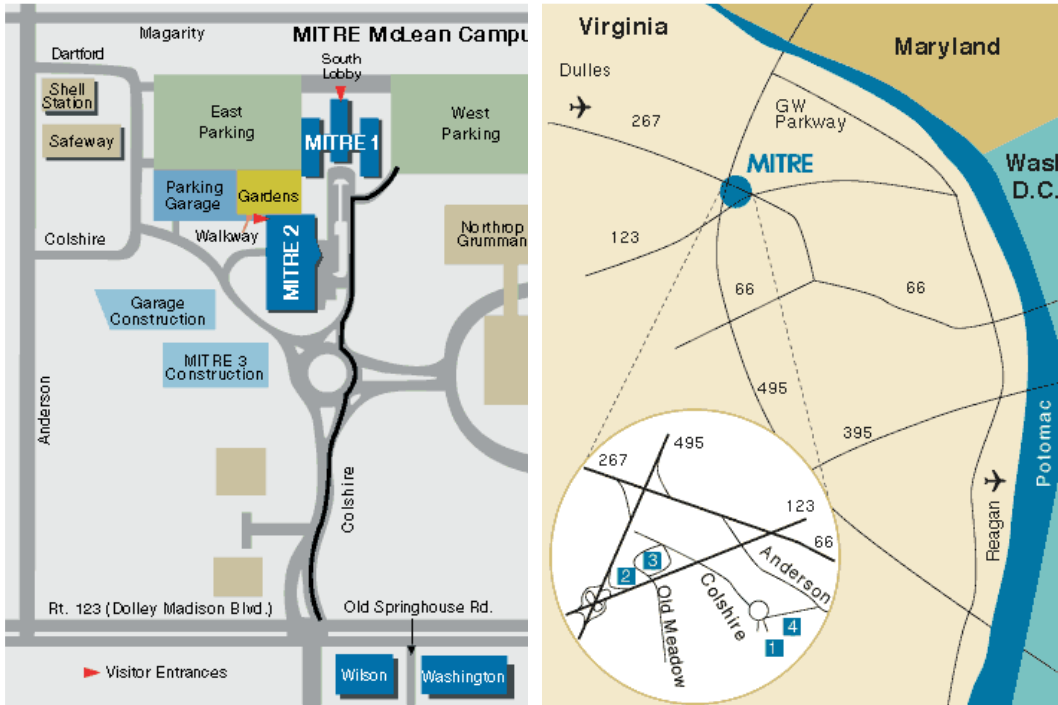 Magarity
MITRE McLean Campu
Dartford
South
Lobby
Shell
Station
East
Parking
West
Parking
MITRE 1
Safeway
Parking
Garage
Gardens
Northrop
Grumman
Walkway
Colshire
MITRE 2
Garage
Construction
MITRE 3
Construction
Anderson
Colshire
Rt. 123 (Dolley Madison Blvd.)
Old Springhouse Rd.
Visitor Entrances
Wilson
Washington
Virginia
Maryland
Dulles
GW
Parkway
267
MITRE
Wash
D.C.
123
66
66
495
395
Potomac
Reagan
495
267
123
66
Anderson
3
2
Colshire
Old Meadow
4
1